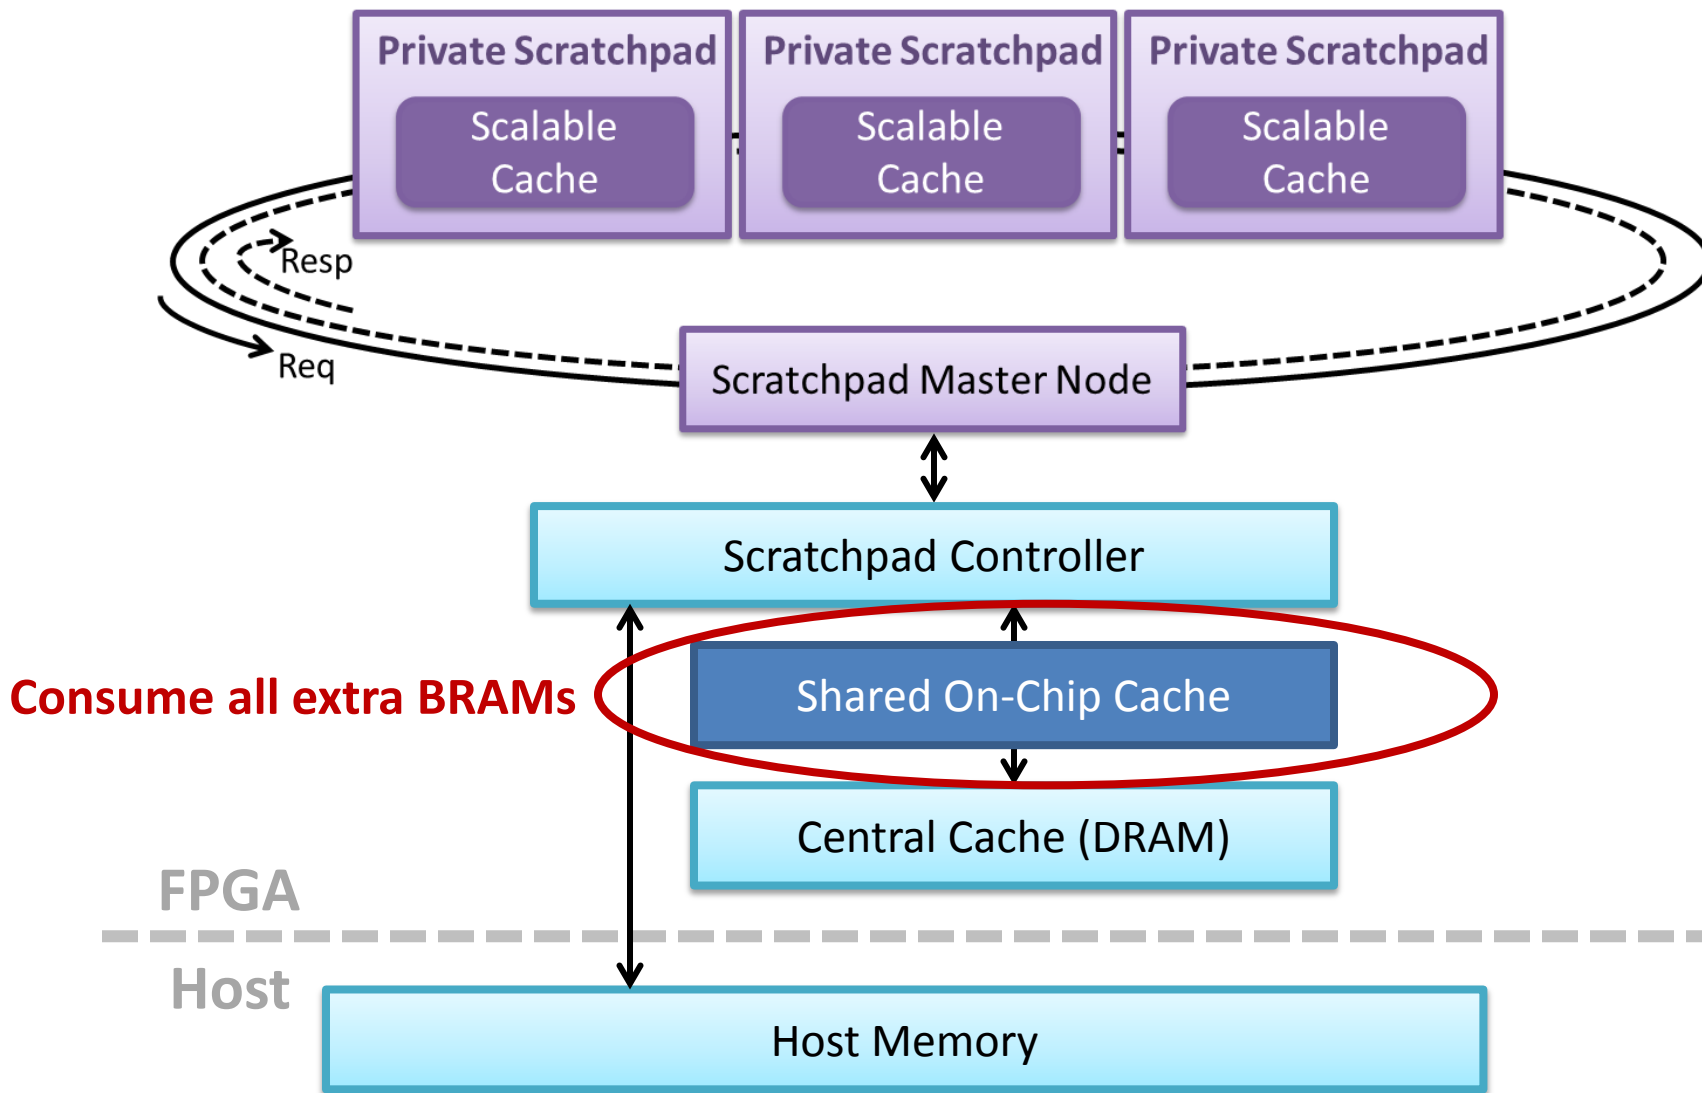 Private Scratchpad
Scalable
Cache
Private Scratchpad
Scalable
Cache
Private Scratchpad
Scalable
Cache
Resp
Req
Scratchpad Master Node
Scratchpad Controller
Consume all extra BRAMs
Shared On-Chip Cache
Central Cache (DRAM)
FPGA
Host
Host Memory